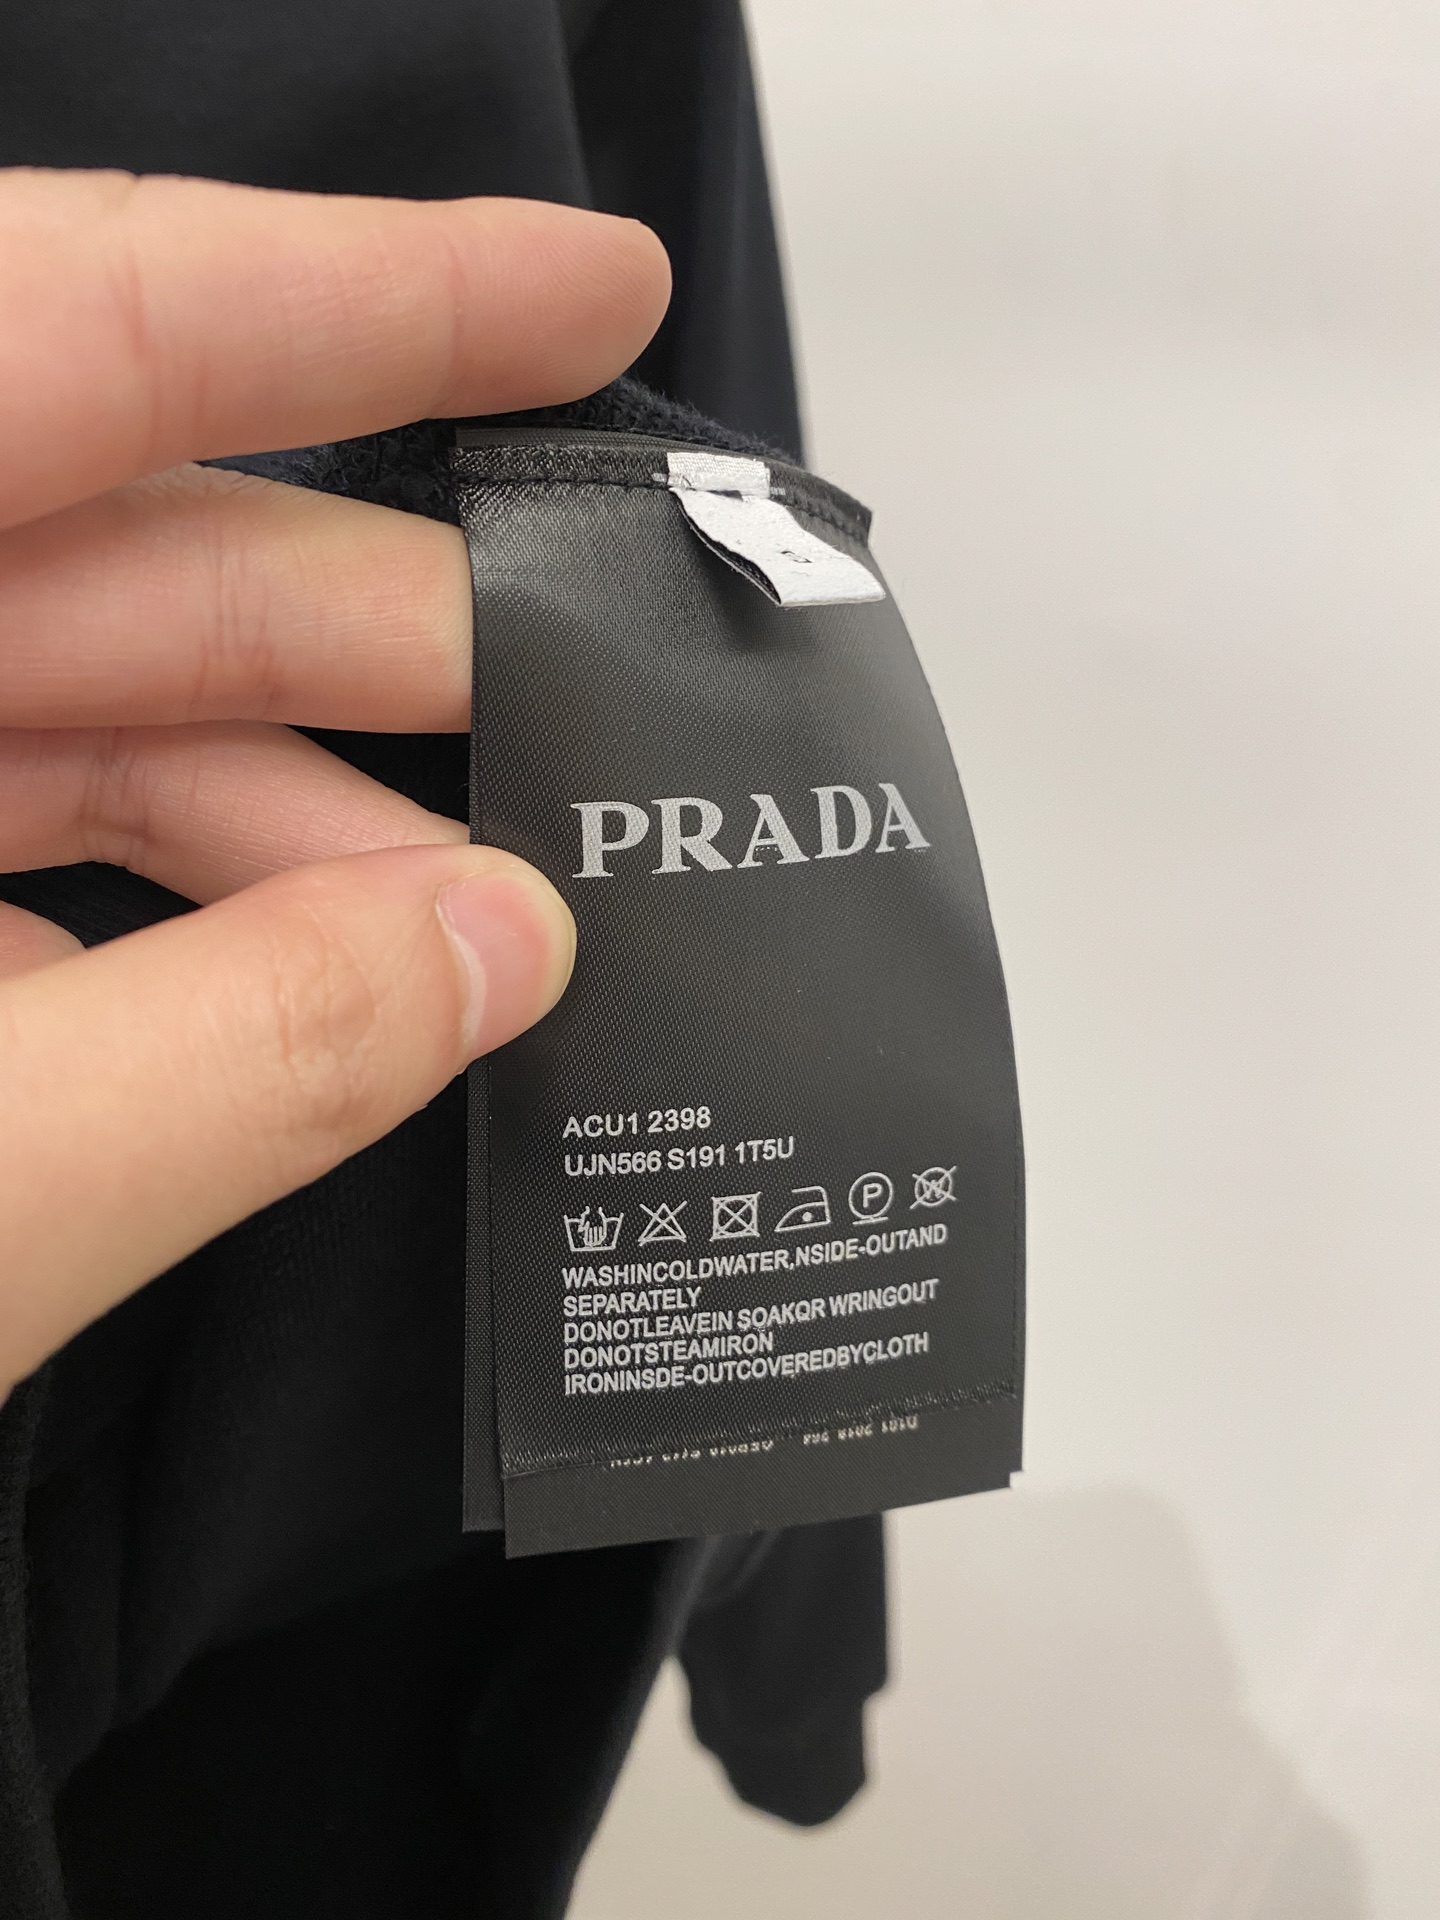 PRADA
ACU1 2398
UJN566 S191 1T5U
WASHINCOLDWATER,NSIDE-OUTAND
SEPARATELY
DONOTLEAVEIN SOAKQR WRINGOUT
DONOTSTEAMIRON
IRONINSDE-OUTCOVEREDBYCLOTH